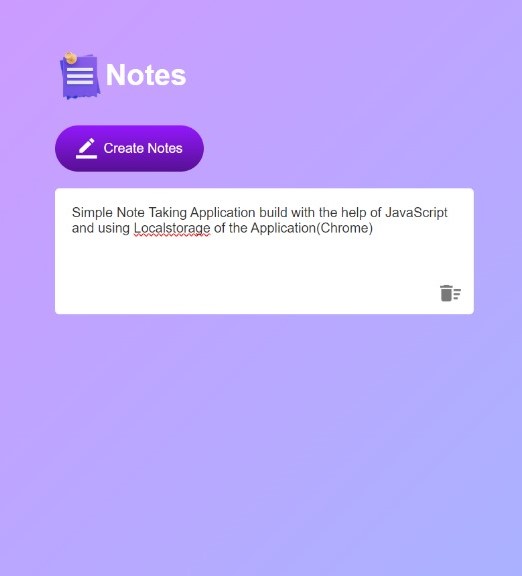 Notes
Create Notes
Simple Note Taking Application build with the help of JavaScript
and using Localstorage of the Application(Chrome)